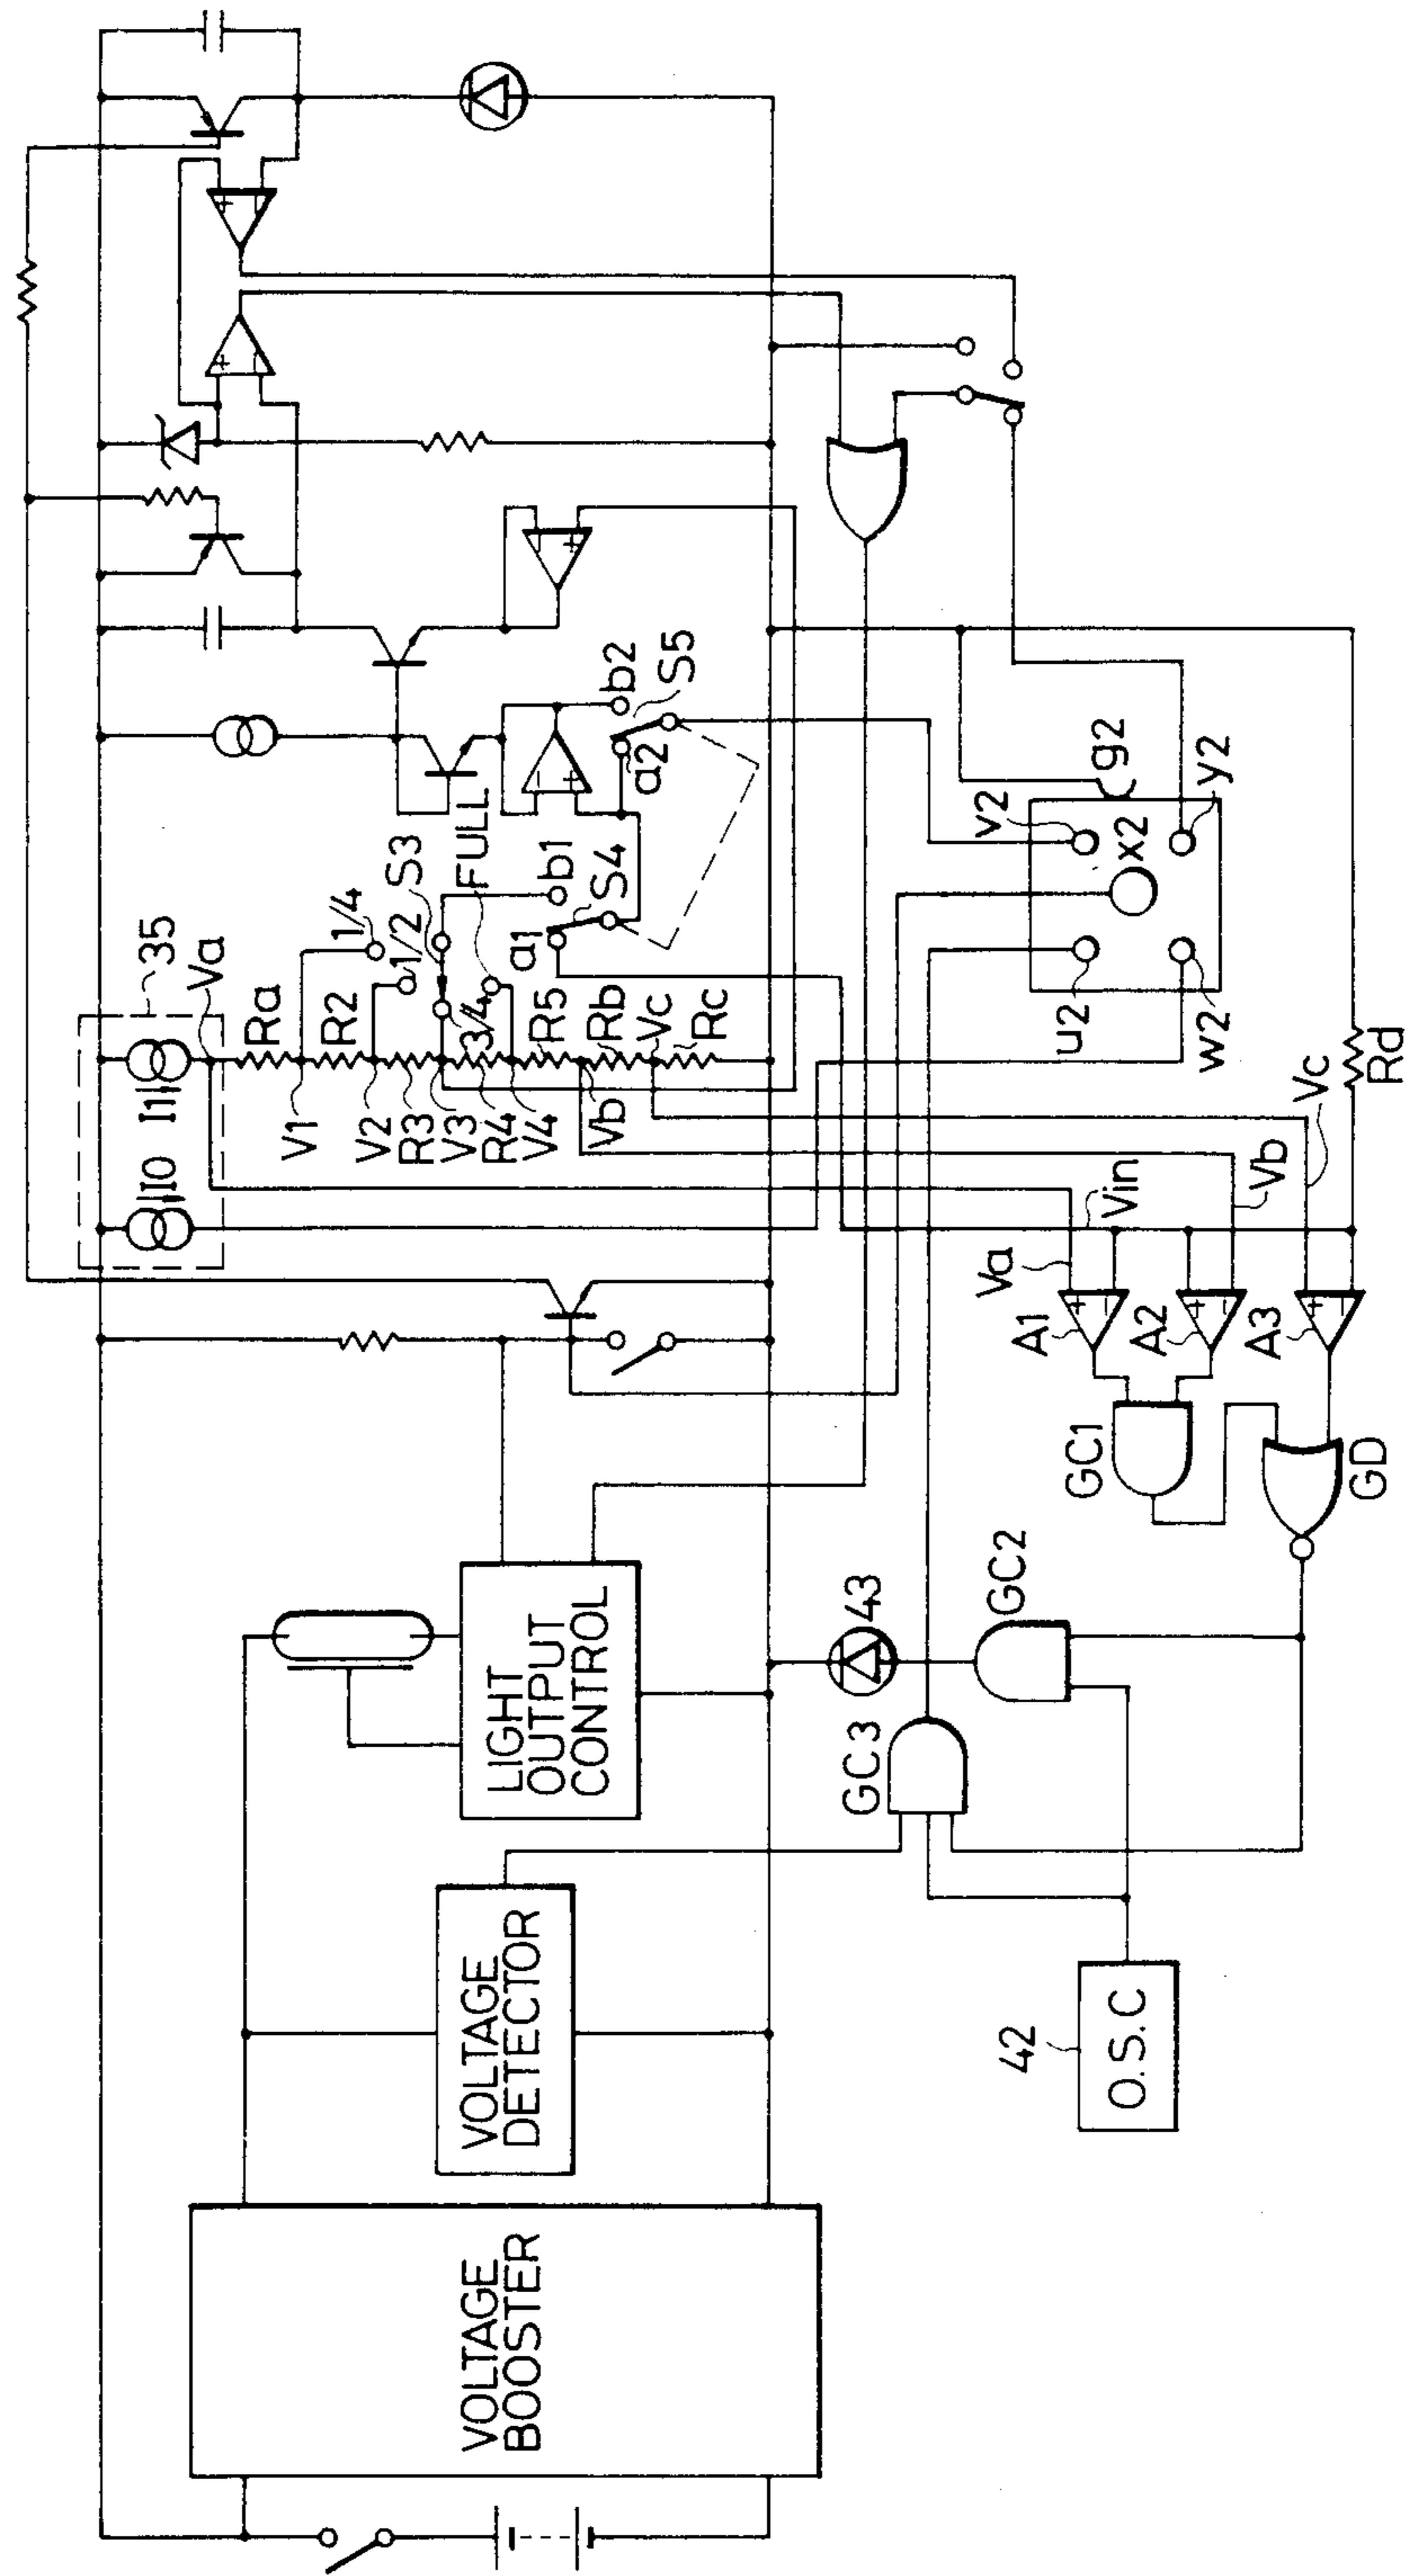 35
Va
I1
I0
Ra
R2
R3
R4
R5
Rb
Vc
Rc
V1
V2
V3
V4
Vb
1/4
1/2
3/4
S3
FULL
a1
b1
S4
a2
b2
S5
g2
v2
x2
y2
u2
w2
Rd
Vc
Vb
Vin
Va
A1
A2
A3
GC1
GD
GC2
43
GC3
LIGHT
OUTPUT
CONTROL
VOLTAGE
DETECTOR
42
O.S.C
VOLTAGE
BOOSTER
+
−
+
−
−
+
−
+
+
−
+
−
+
−